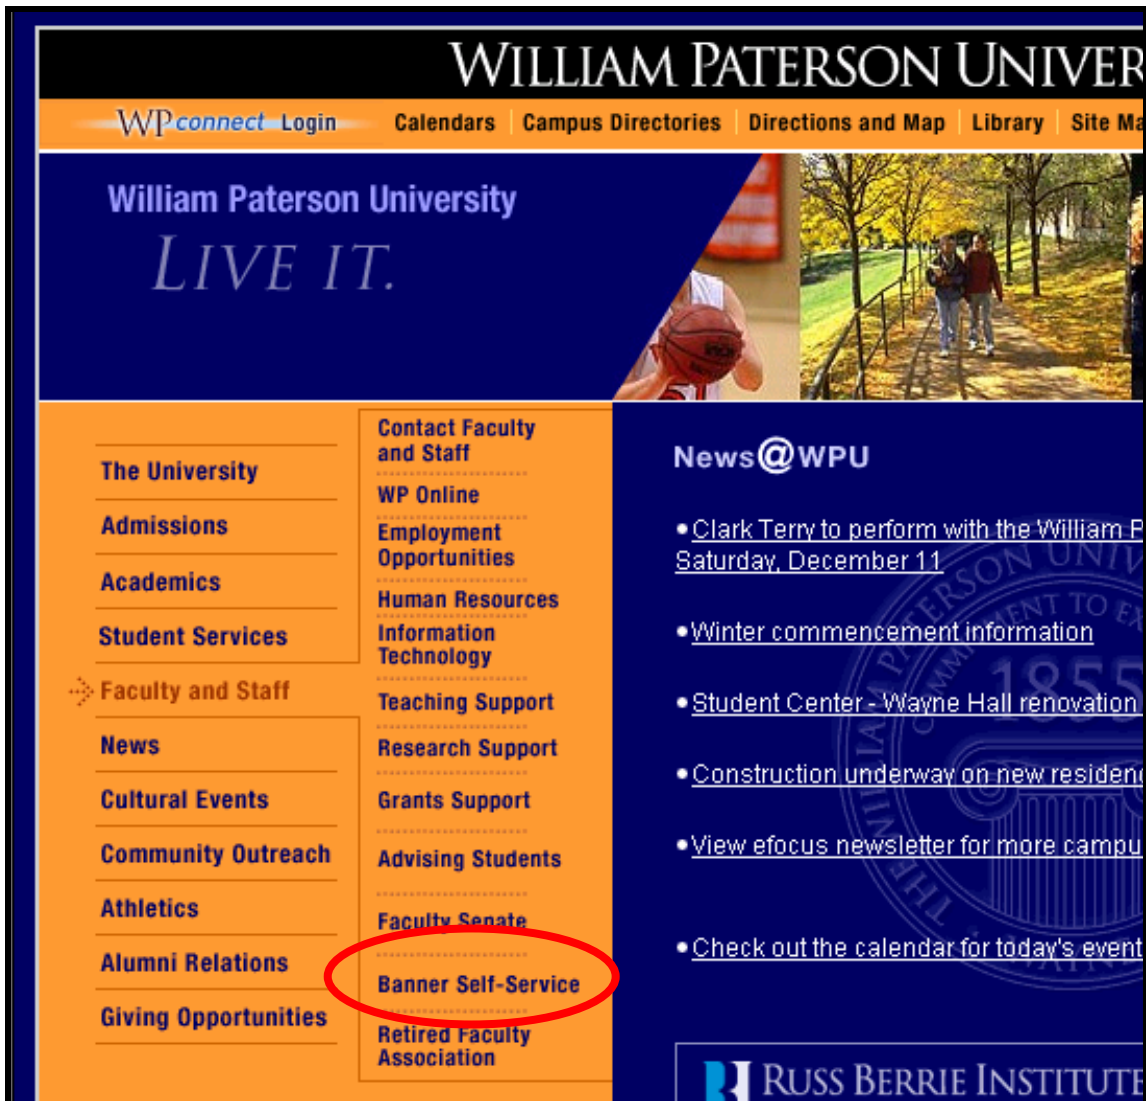 WILLIAM PATERSON UNIVER
WPconnect Login
Calendars | Campus Directories | Directions and Map | Library | Site Ma
William Paterson University
LIVE IT.
The University
Admissions
Academics
Student Services
Faculty and Staff
News
Cultural Events
Community Outreach
Athletics
Alumni Relations
Giving Opportunities
Contact Faculty
and Staff
WP Online
Employment
Opportunities
Human Resources
Information
Technology
Teaching Support
Research Support
Grants Support
Advising Students
Faculty Senate
Banner Self-Service
Retired Faculty
Association
News@WPU
•Clark Terry to perform with the William P
Saturday, December 11
•Winter commencement information
•Student Center - Wayne Hall renovation
•Construction underway on new residen
•View efocus newsletter for more campu
•Check out the calendar for today's event
1855
RUSS BERRIE INSTITUTE